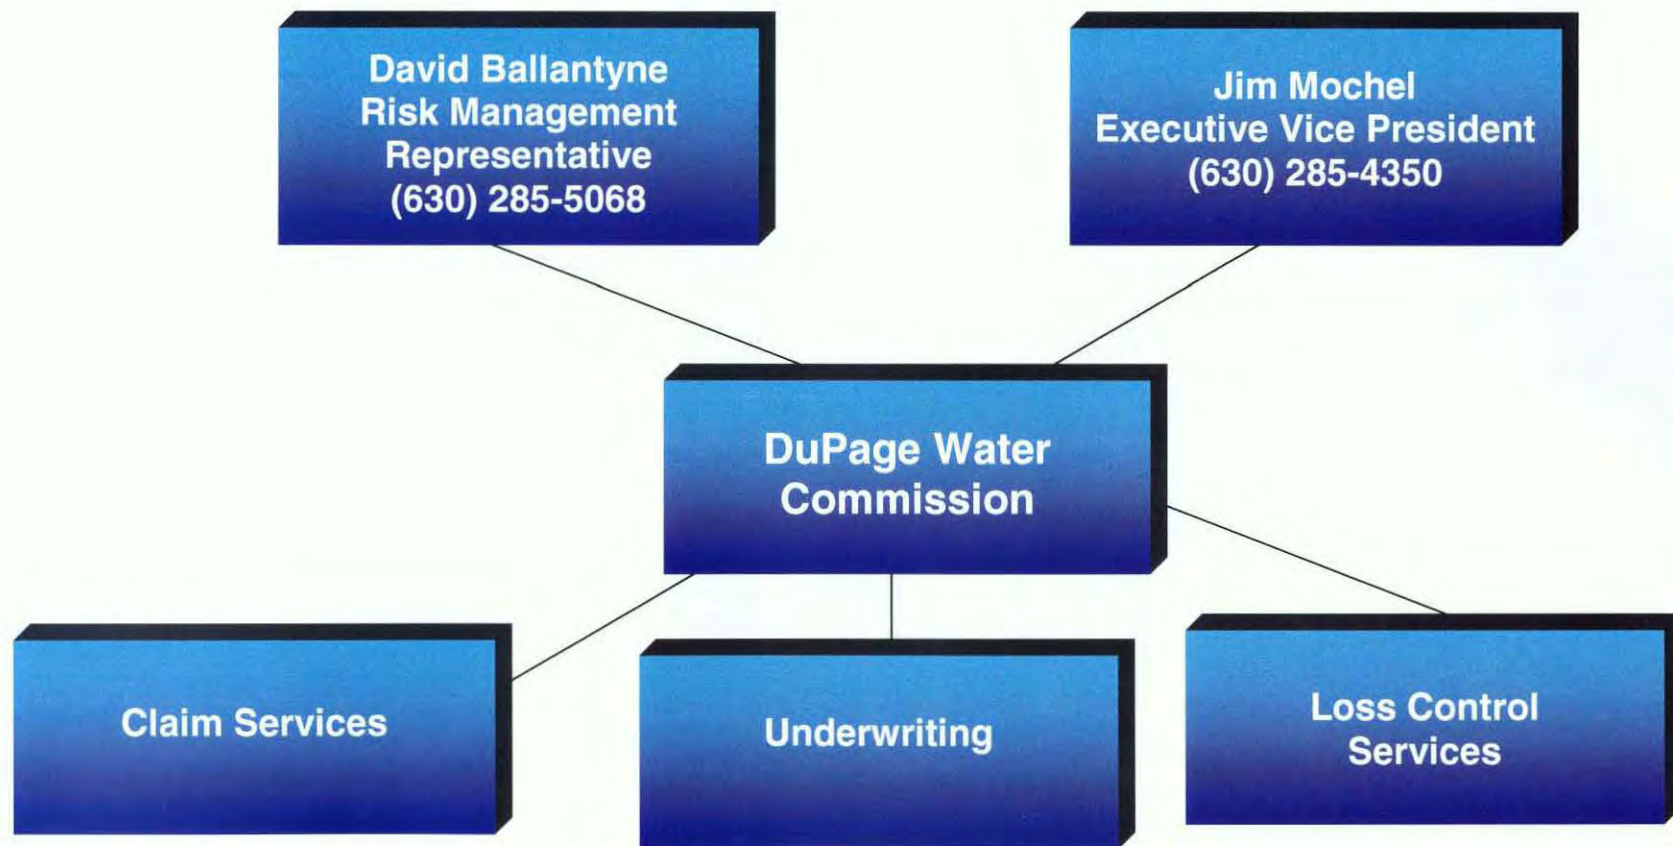 David Ballantyne
Risk Management
Representative
(630) 285-5068
Jim Mochel
Executive Vice President
(630) 285-4350
DuPage Water
Commission
Claim Services
Underwriting
Loss Control
Services